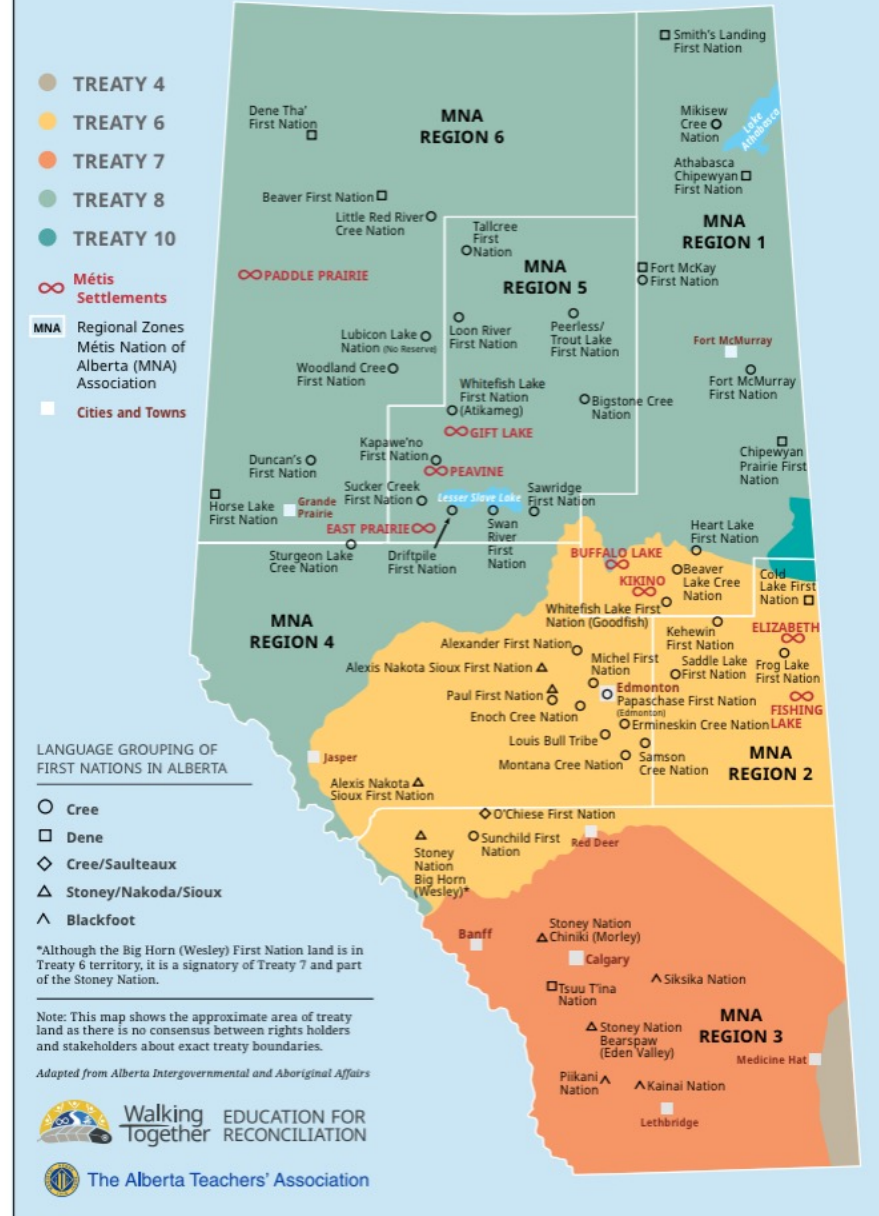 TREATY 4
TREATY 6
TREATY 7
TREATY 8
TREATY 10
Métis
Settlements
MNA
Regional Zones
Métis Nation of
Alberta (MNA)
Association
Cities and Towns
Smith's Landing
First Nation
Dene Tha'
First Nation
MNA
REGION 6
Mikisew
Cree
Nation
Lake
Athabasca
Athabasca
Chipewyan
First Nation
Beaver First Nation
Little Red River
Cree Nation
Tallcree
First
Nation
MNA
REGION 1
PADDLE PRAIRIE
MNA
REGION 5
Fort McKay
First Nation
Lubicon Lake
Nation (No Reserve)
Loon River
First Nation
Peerless/
Trout Lake
First Nation
Fort McMurray
Woodland Cree
First Nation
Whitefish Lake
First Nation
(Atikameg)
Bigstone Cree
Nation
Fort McMurray
First Nation
GIFT LAKE
Kapawe'no
First Nation
PEAVINE
Duncan's
First Nation
Chipewyan
Prairie First
Nation
Sucker Creek
First Nation
Lesser Slave Lake
Sawridge
First Nation
Horse Lake
First Nation
Grande
Prairie
EAST PRAIRIE
Swan
River
First
Nation
Driftpile
First Nation
Sturgeon Lake
Cree Nation
Heart Lake
First Nation
BUFFALO LAKE
Beaver
Lake Cree
Nation
KIKINO
Cold
Lake First
Nation
Whitefish Lake First
Nation (Goodfish)
MNA
REGION 4
Kehewin
First Nation
ELIZABETH
Alexander First Nation
Michel First
Nation
Saddle Lake
First Nation
Frog Lake
First Nation
Alexis Nakota Sioux First Nation
Paul First Nation
Edmonton
Papaschase First Nation
(Edmonton)
FISHING
LAKE
Enoch Cree Nation
Ermineskin Cree Nation
Louis Bull Tribe
Montana Cree Nation
Samson
Cree Nation
MNA
REGION 2
Jasper
Alexis Nakota
Sioux First Nation
O'Chiese First Nation
Sunchild First
Nation
Red Deer
Stoney
Nation
Big Horn
(Wesley)*
Banff
Stoney Nation
Chiniki (Morley)
Calgary
Siksika Nation
Tsuu T'ina
Nation
MNA
REGION 3
Stoney Nation
Bearspaw
(Eden Valley)
Medicine Hat
Piikani
Nation
Kainai Nation
Lethbridge
LANGUAGE GROUPING OF
FIRST NATIONS IN ALBERTA
Cree
Dene
Cree/Saulteaux
Stoney/Nakoda/Sioux
Blackfoot
*Although the Big Horn (Wesley) First Nation land is in
Treaty 6 territory, it is a signatory of Treaty 7 and part
of the Stoney Nation.
Note: This map shows the approximate area of treaty
land as there is no consensus between rights holders
and stakeholders about exact treaty boundaries.
Adapted from Alberta Intergovernmental and Aboriginal Affairs
Walking
Together
EDUCATION FOR
RECONCILIATION
The Alberta Teachers' Association